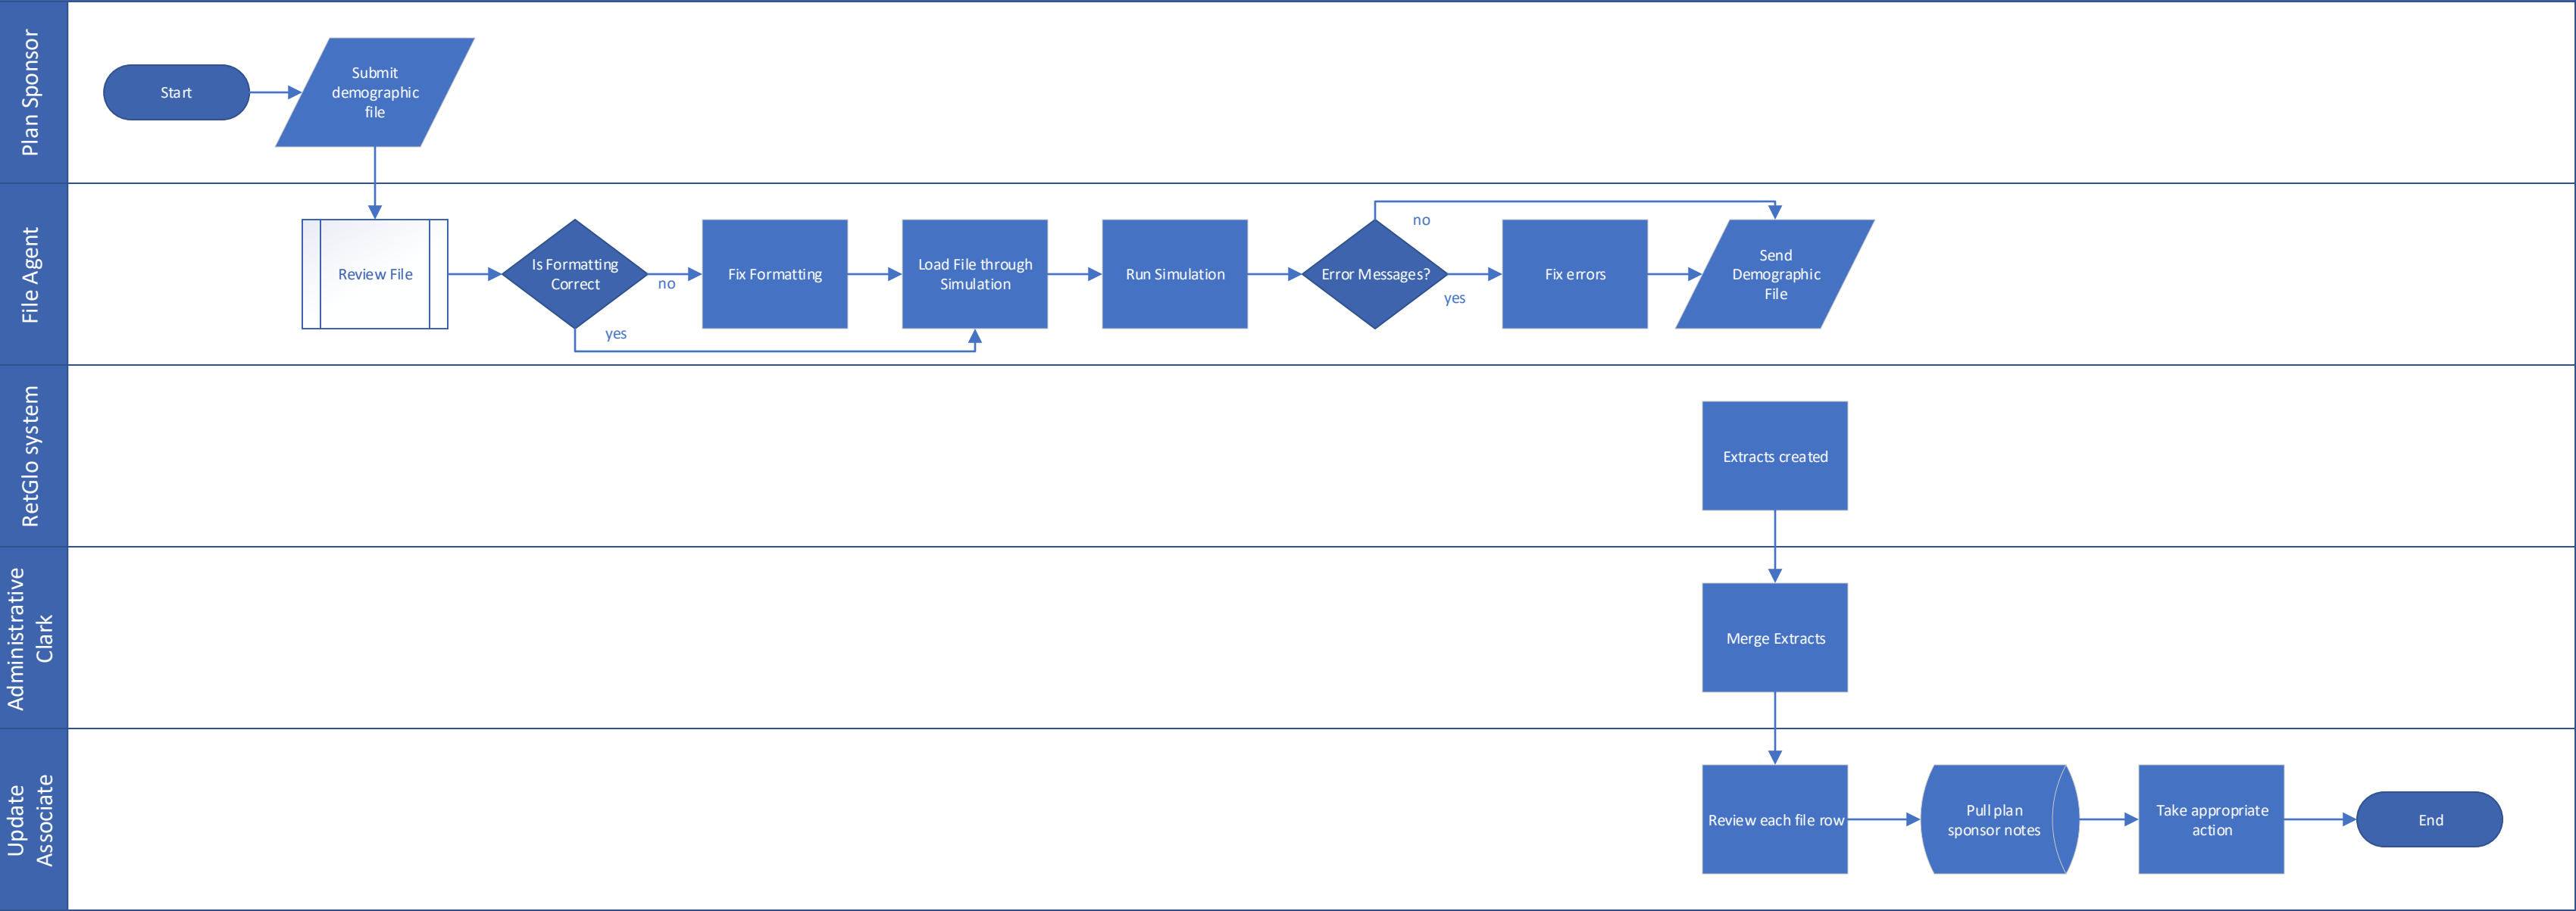 Plan Sponsor
Start
Submit
demographic
file
File Agent
Review File
Is Formatting
Correct
no
yes
Fix Formatting
Load File through
Simulation
Run Simulation
Error Messages?
no
yes
Fix errors
Send
Demographic
File
RetGlo system
Extracts created
Administrative
Clark
Merge Extracts
Update
Associate
Review each file row
Pull plan
sponsor notes
Take appropriate
action
End